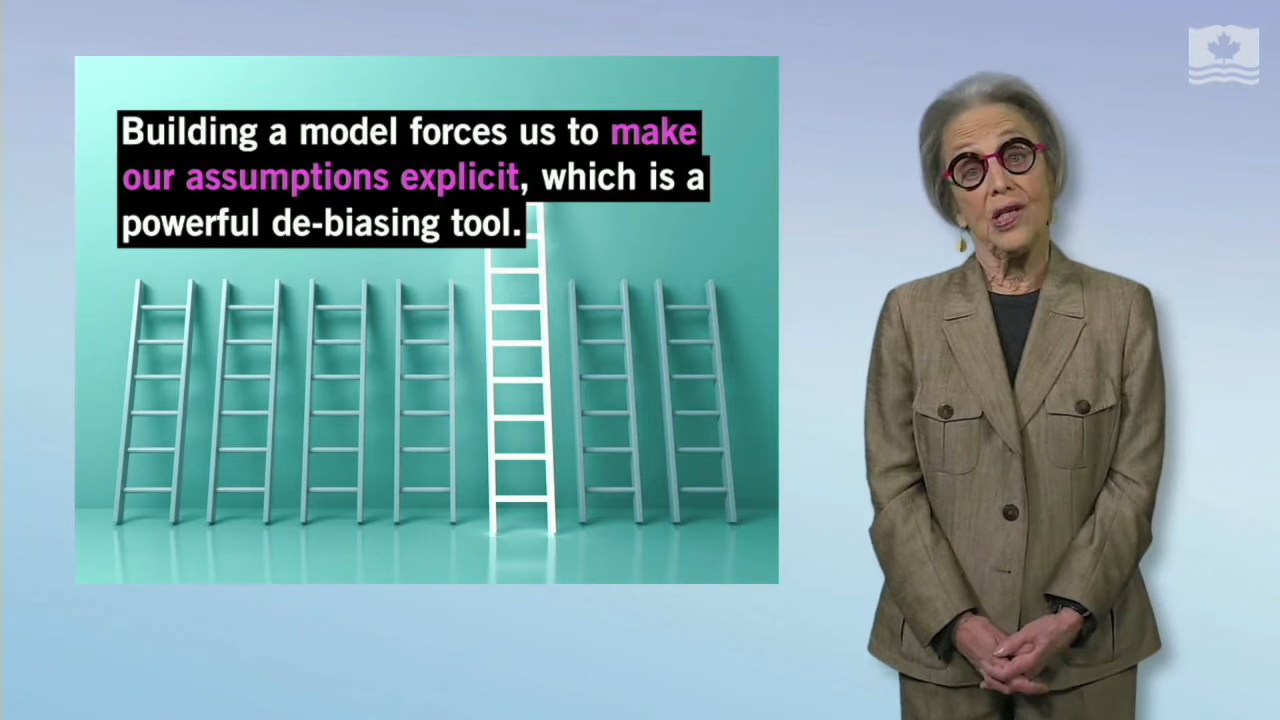 Building a model forces us to make
our assumptions explicit, which is a
powerful de-biasing tool.